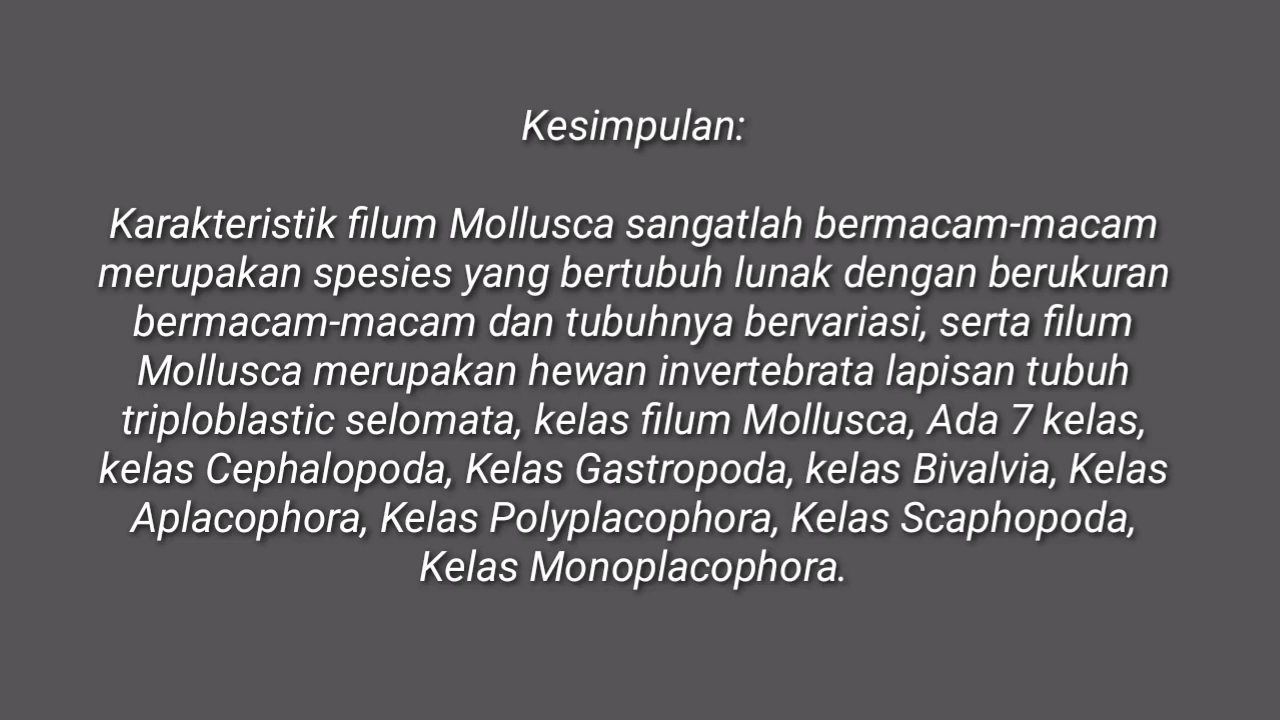 Kesimpulan:
Karakteristik filum Mollusca sangatlah bermacam-macam
merupakan spesies yang bertubuh lunak dengan berukuran
bermacam-macam dan tubuhnya bervariasi, serta filum
Mollusca merupakan hewan invertebrata lapisan tubuh
triploblastic selomata, kelas filum Mollusca, Ada 7 kelas,
kelas Cephalopoda, Kelas Gastropoda, kelas Bivalvia, Kelas
Aplacophora, Kelas Polyplacophora, Kelas Scaphopoda,
Kelas Monoplacophora.